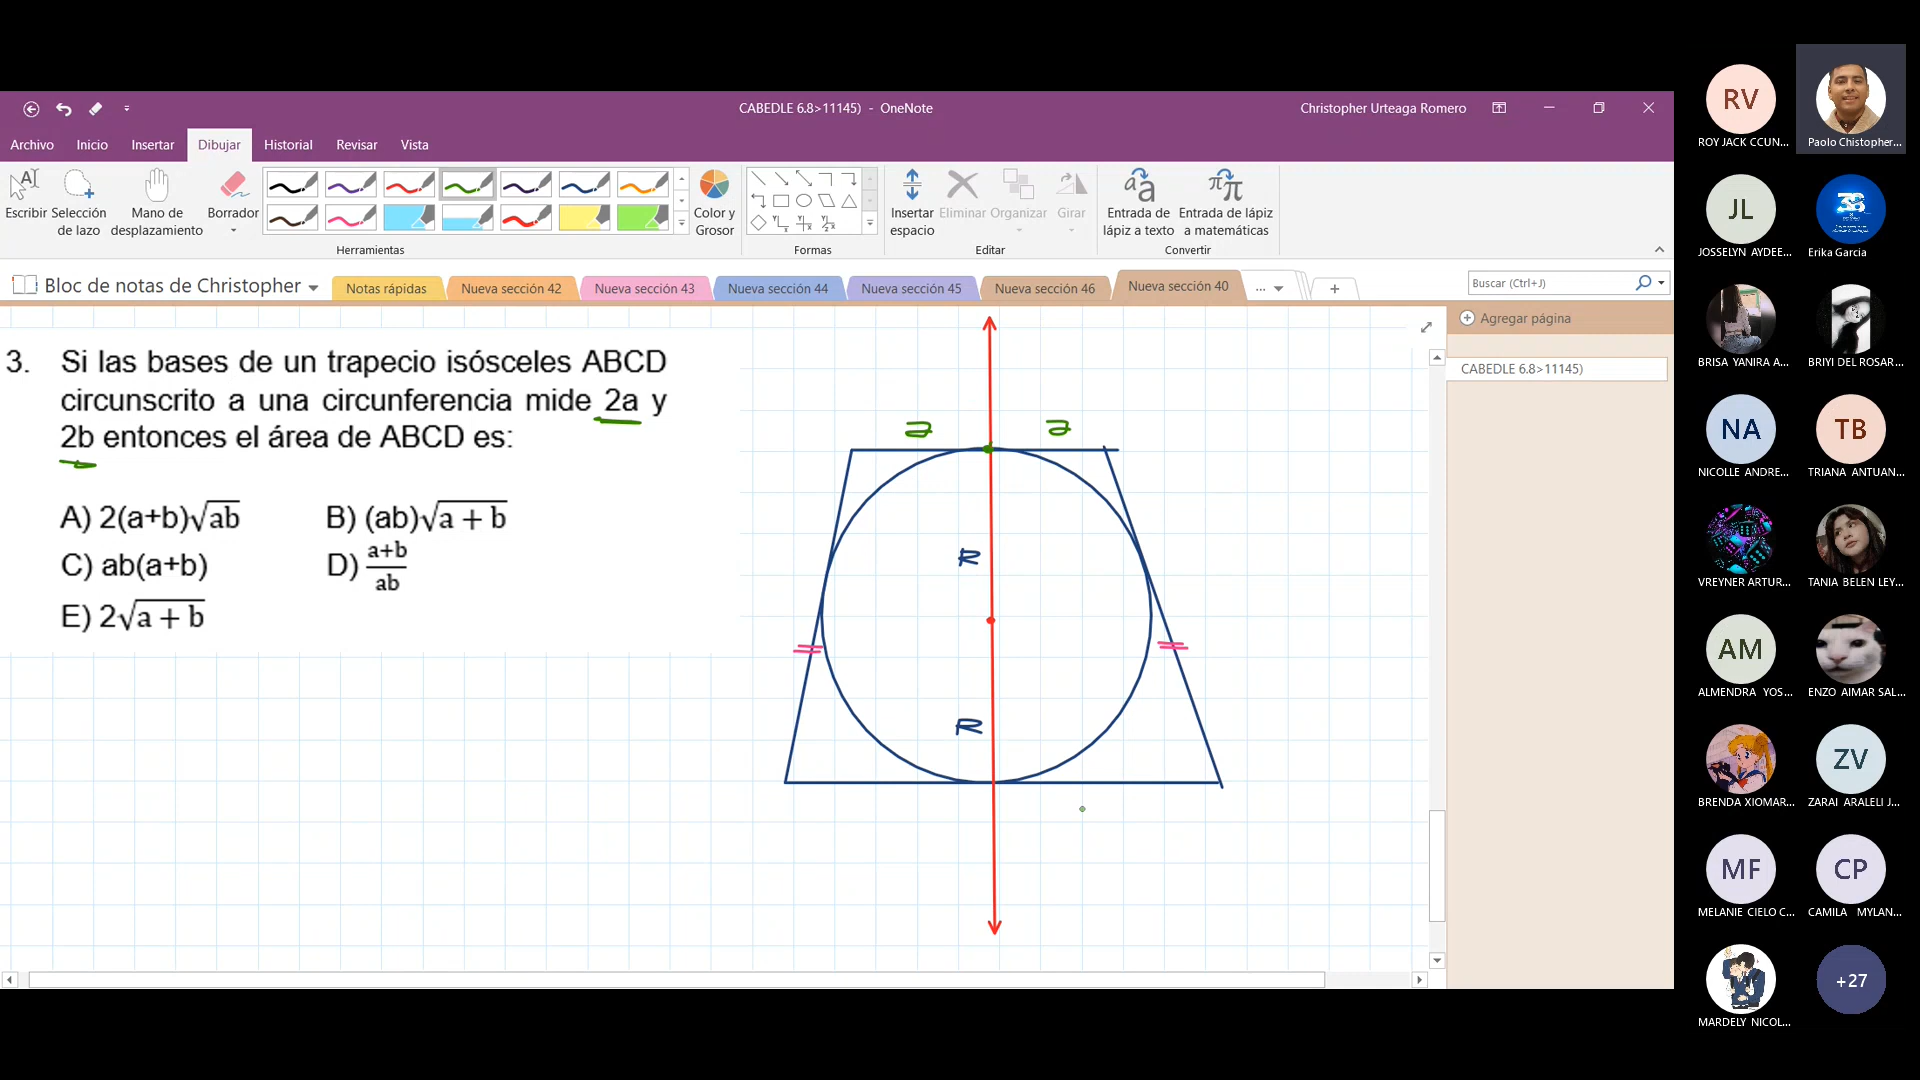 CABEDLE 6.8>11145) - OneNote
Christopher Urteaga Romero
Archivo
Inicio
Insertar
Dibujar
Historial
Revisar
Vista
Escribir
Selección de lazo
Mano de desplazamiento
Borrador
Herramientas
Color y Grosor
Formas
Insertar espacio
Eliminar
Organizar
Girar
Editar
Entrada de lápiz a texto
Entrada de lápiz a matemáticas
Convertir
Bloc de notas de Christopher
Notas rápidas
Nueva sección 42
Nueva sección 43
Nueva sección 44
Nueva sección 45
Nueva sección 46
Nueva sección 40
...
Buscar (Ctrl+J)
Agregar página
CABEDLE 6.8>11145)
3. Si las bases de un trapecio isósceles ABCD
circunscrito a una circunferencia mide 2a y
2b entonces el área de ABCD es:
A) 2(a+b)√ab
B) (ab)√a + b
C) ab(a+b)
D) a+b/ab
E) 2√a + b
a
a
R
R
RV
ROY JACK CCUN...
Paolo Chistopher...
JL
JOSSELYN AYDEE...
38
Erika Garcia
BRISA YANIRA A...
BRIYI DEL ROSAR...
NA
NICOLLE ANDRE...
TB
TRIANA ANTUAN...
VREYNER ARTUR...
TANIA BELEN LEY...
AM
ALMENDRA YOS...
ENZO AIMAR SAL...
BRENDA XIOMAR...
ZV
ZARAI ARALELI J...
MF
MELANIE CIELO C...
CP
CAMILA MYLAN...
MARDELY NICOL...
+27